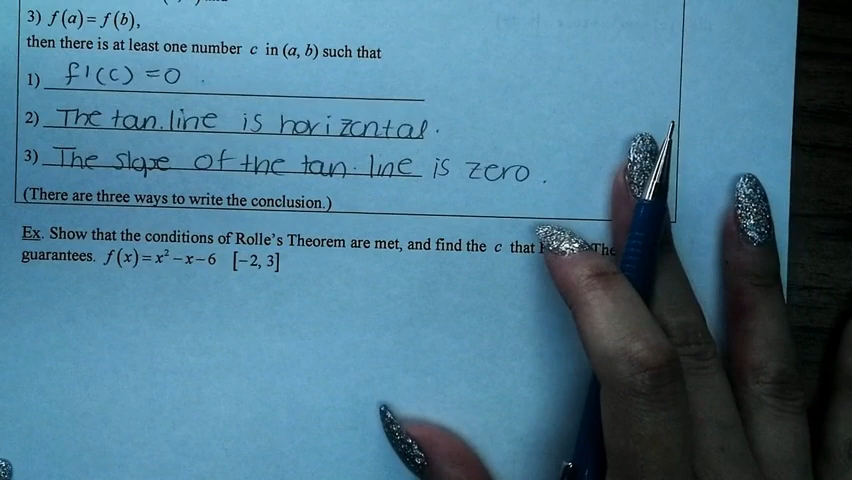 3) f(a) = f(b),
then there is at least one number c in (a, b) such that
1) f'(c) = 0.
2) The tan. line is horizontal.
3) The slope of the tan. line is zero.
(There are three ways to write the conclusion.)
Ex. Show that the conditions of Rolle's Theorem are met, and find the c that
guarantees. f(x) = x² – x – 6 [–2, 3]